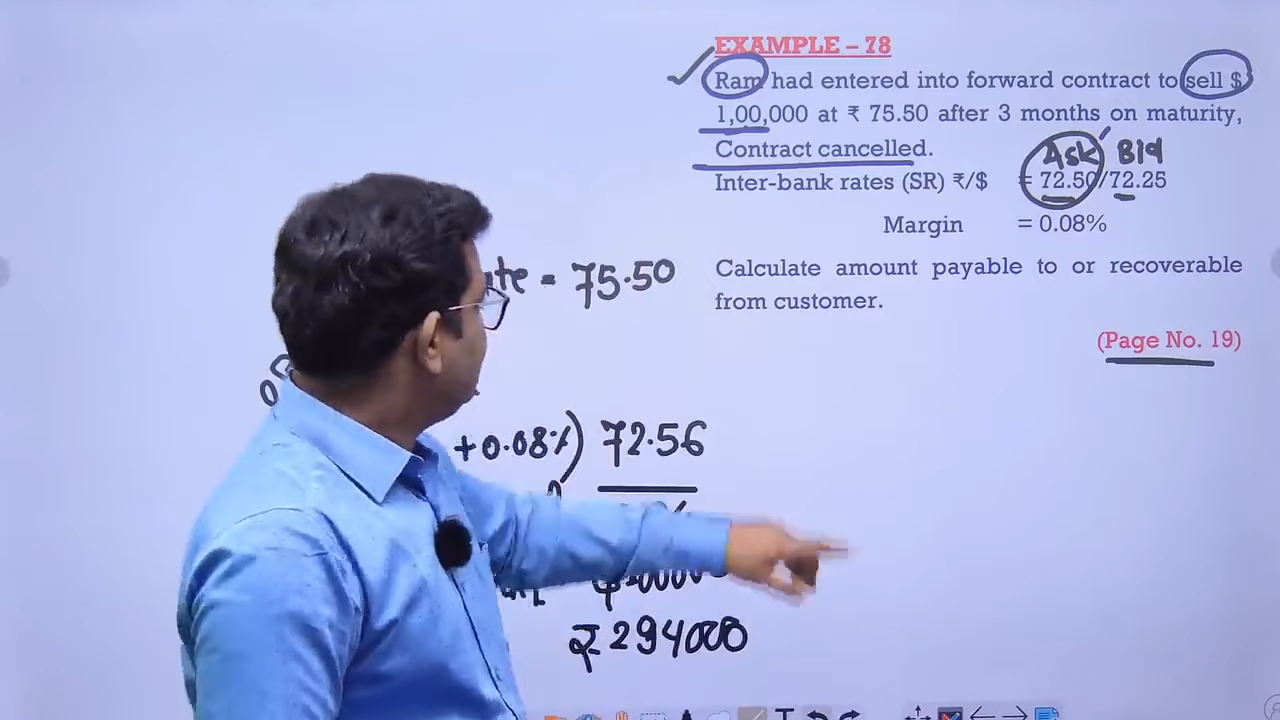 EXAMPLE – 78
Ram had entered into forward contract to sell $
1,00,000 at ₹ 75.50 after 3 months on maturity,
Contract cancelled.
Ask Bid
Inter-bank rates (SR) ₹/$ = 72.50/72.25
Margin = 0.08%
Calculate amount payable to or recoverable
from customer.
(Page No. 19)
= 75.50
+0.08%) 72.56
₹ 294000